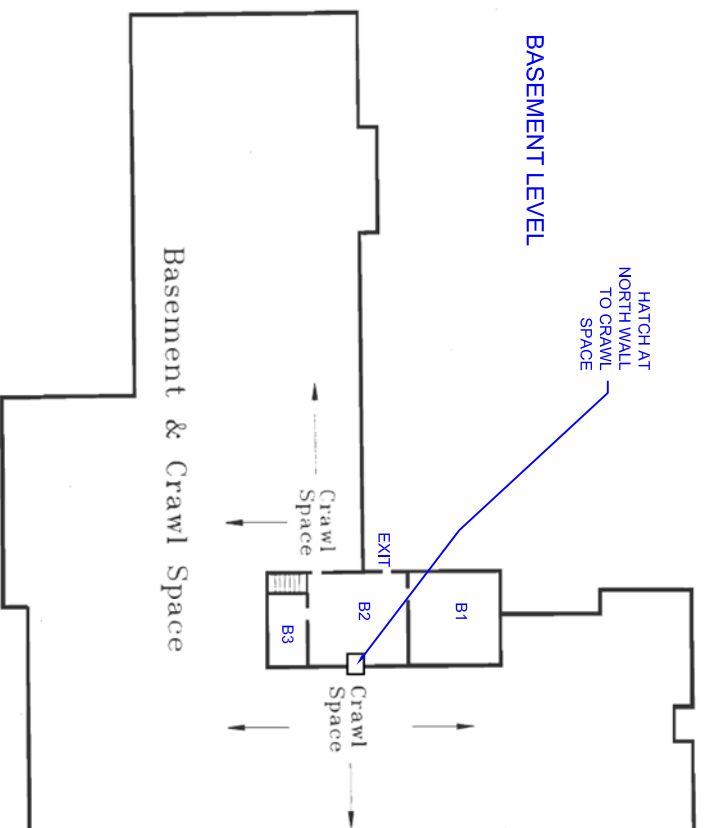 BASEMENT LEVEL
HATCH AT
NORTH WALL
TO CRAWL
SPACE
Basement & Crawl Space
Crawl
Space
EXIT
B1
B2
B3
Crawl
Space